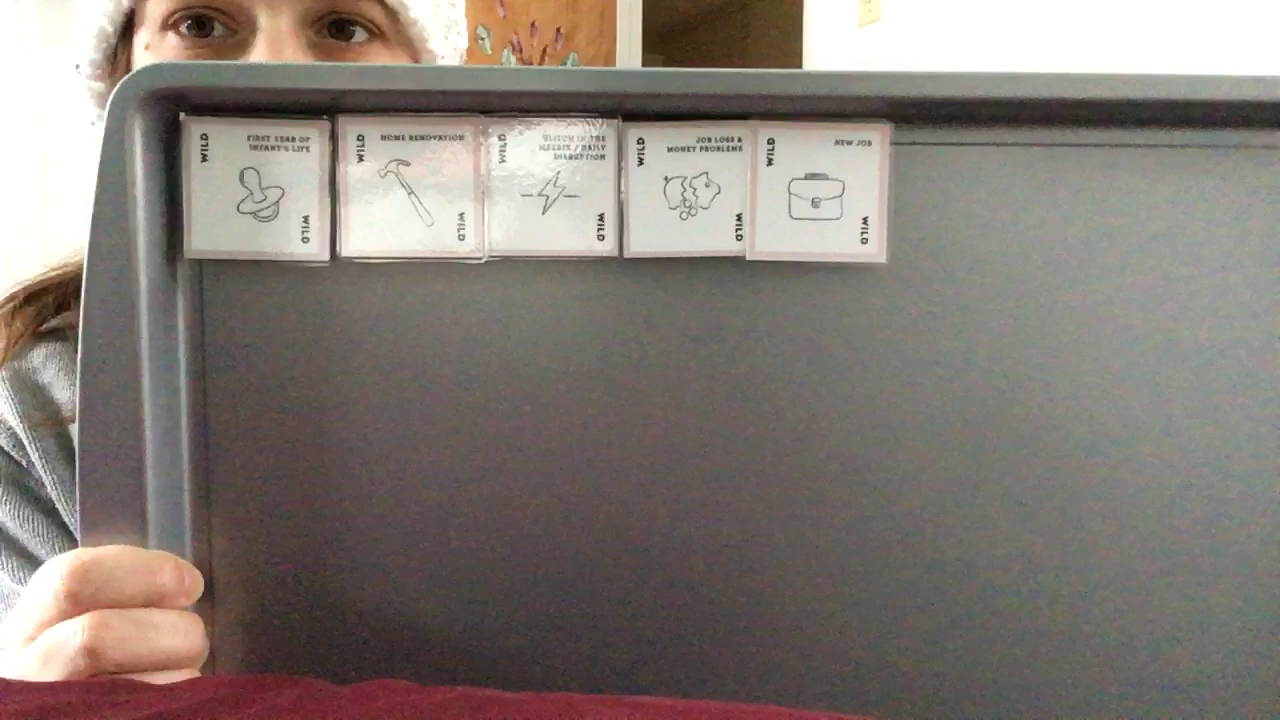 WILD
FIRST YEAR OF
INFANT'S LIFE
WILD
WILD
HOME RENOVATION
WILD
WILD
GLITCH IN THE
MATRIX / DAILY
DISRUPTION
WILD
WILD
JOB LOSS &
MONEY PROBLEMS
WILD
WILD
NEW JOB
WILD